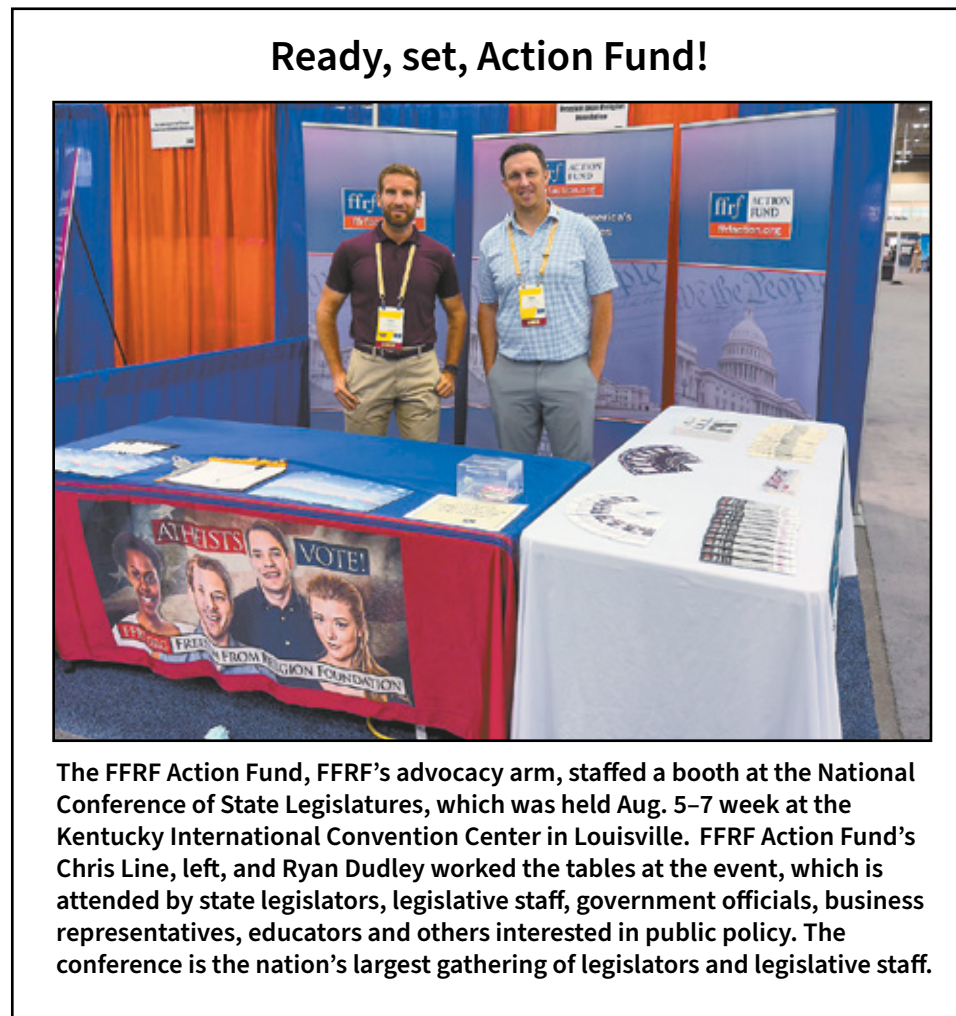 Ready, set, Action Fund!
ffrf
ffrf ACTION FUND
ffrfaction.org
ffrf ACTION FUND
ffrfaction.org
We the People
ATHEISTS
VOTE!
FREEDOM FROM RELIGION FOUNDATION
The FFRF Action Fund, FFRF’s advocacy arm, staffed a booth at the National
Conference of State Legislatures, which was held Aug. 5–7 week at the
Kentucky International Convention Center in Louisville. FFRF Action Fund’s
Chris Line, left, and Ryan Dudley worked the tables at the event, which is
attended by state legislators, legislative staff, government officials, business
representatives, educators and others interested in public policy. The
conference is the nation’s largest gathering of legislators and legislative staff.